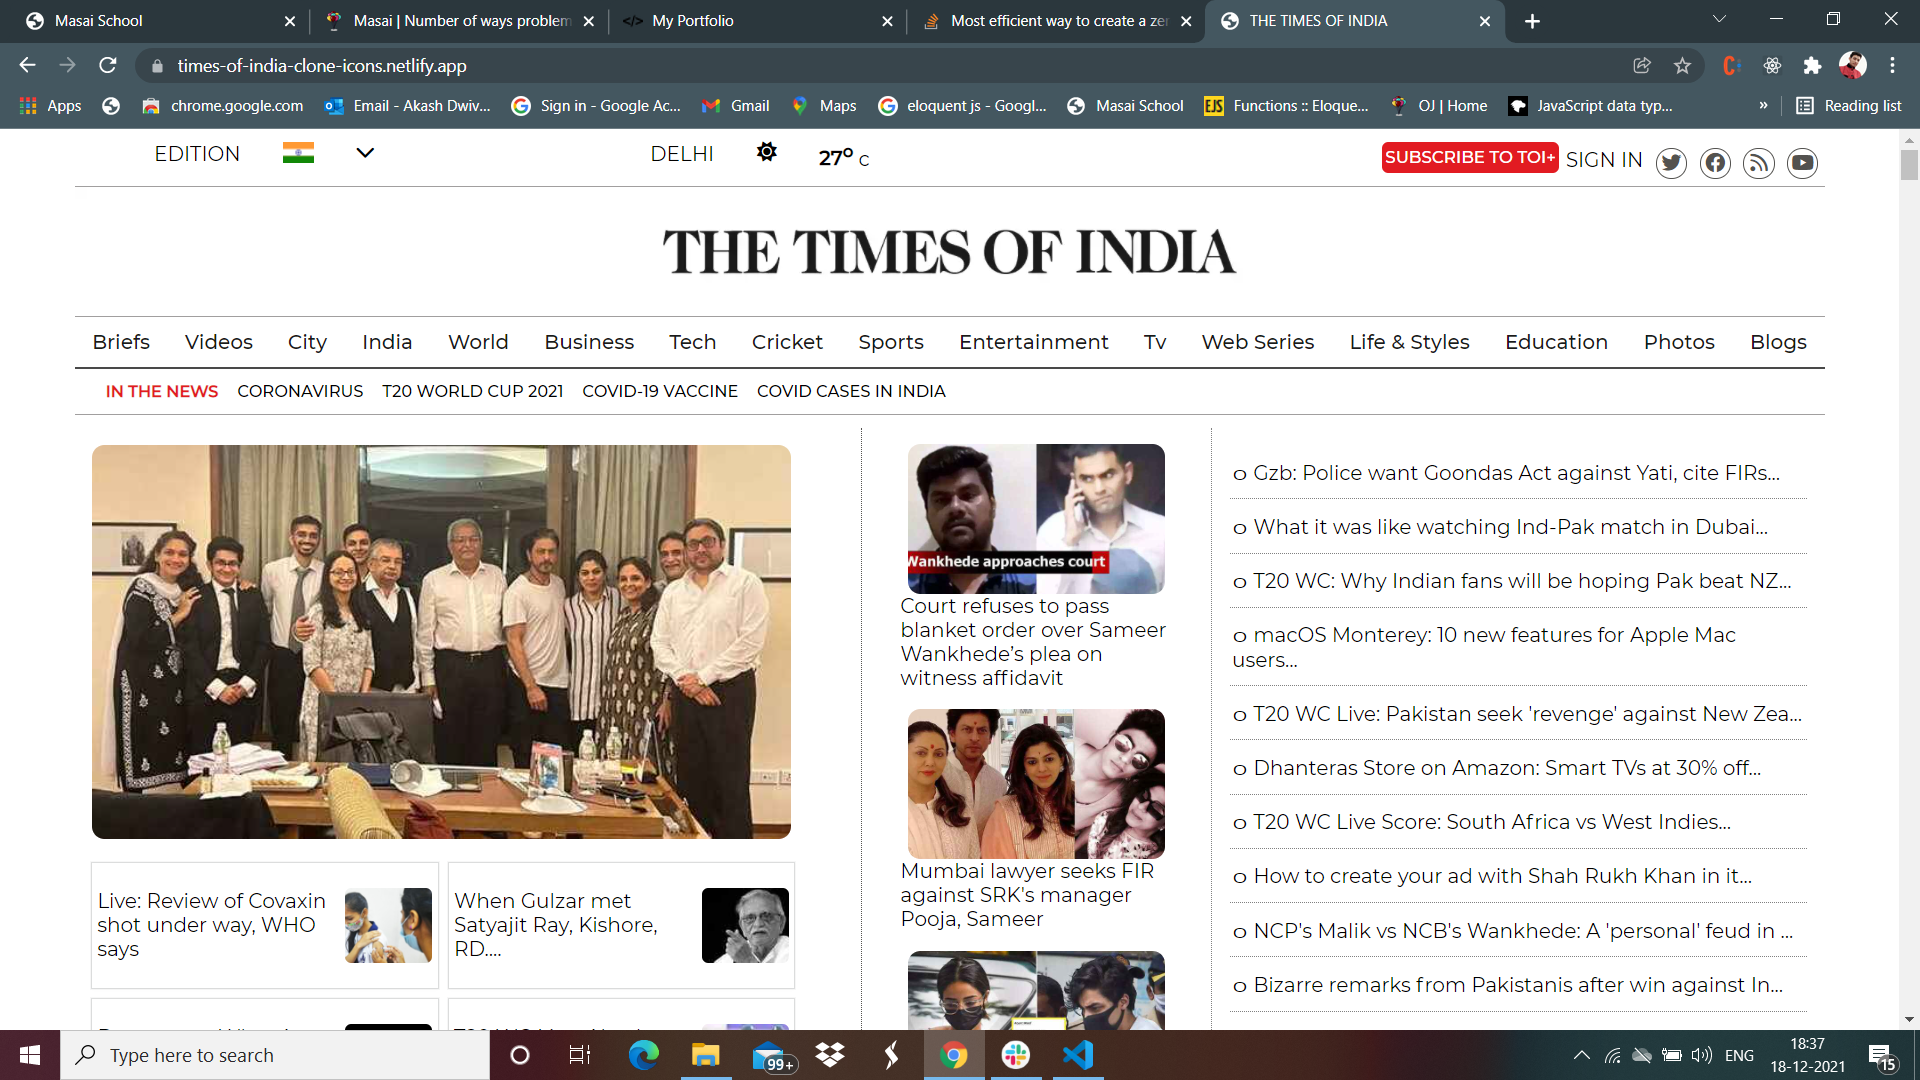 Masai School
Masai | Number of ways problem
My Portfolio
Most efficient way to create a zer
THE TIMES OF INDIA
times-of-india-clone-icons.netlify.app
Apps
chrome.google.com
Email - Akash Dwiv...
Sign in - Google Ac...
Gmail
Maps
eloquent js - Googl...
Masai School
EJS
Functions :: Eloque...
OJ | Home
JavaScript data typ...
»
Reading list
EDITION
DELHI
27° C
SUBSCRIBE TO TOI+
SIGN IN
THE TIMES OF INDIA
Briefs
Videos
City
India
World
Business
Tech
Cricket
Sports
Entertainment
Tv
Web Series
Life & Styles
Education
Photos
Blogs
IN THE NEWS
CORONAVIRUS
T20 WORLD CUP 2021
COVID-19 VACCINE
COVID CASES IN INDIA
Live: Review of Covaxin
shot under way, WHO
says
When Gulzar met
Satyajit Ray, Kishore,
RD....
Wankhede approaches court
Court refuses to pass
blanket order over Sameer
Wankhede’s plea on
witness affidavit
Mumbai lawyer seeks FIR
against SRK's manager
Pooja, Sameer
o Gzb: Police want Goondas Act against Yati, cite FIRs...
o What it was like watching Ind-Pak match in Dubai...
o T20 WC: Why Indian fans will be hoping Pak beat NZ...
o macOS Monterey: 10 new features for Apple Mac
users...
o T20 WC Live: Pakistan seek 'revenge' against New Zea...
o Dhanteras Store on Amazon: Smart TVs at 30% off...
o T20 WC Live Score: South Africa vs West Indies...
o How to create your ad with Shah Rukh Khan in it...
o NCP's Malik vs NCB's Wankhede: A 'personal' feud in ...
o Bizarre remarks from Pakistanis after win against In...
Type here to search
99+
ENG
18:37
18-12-2021
15